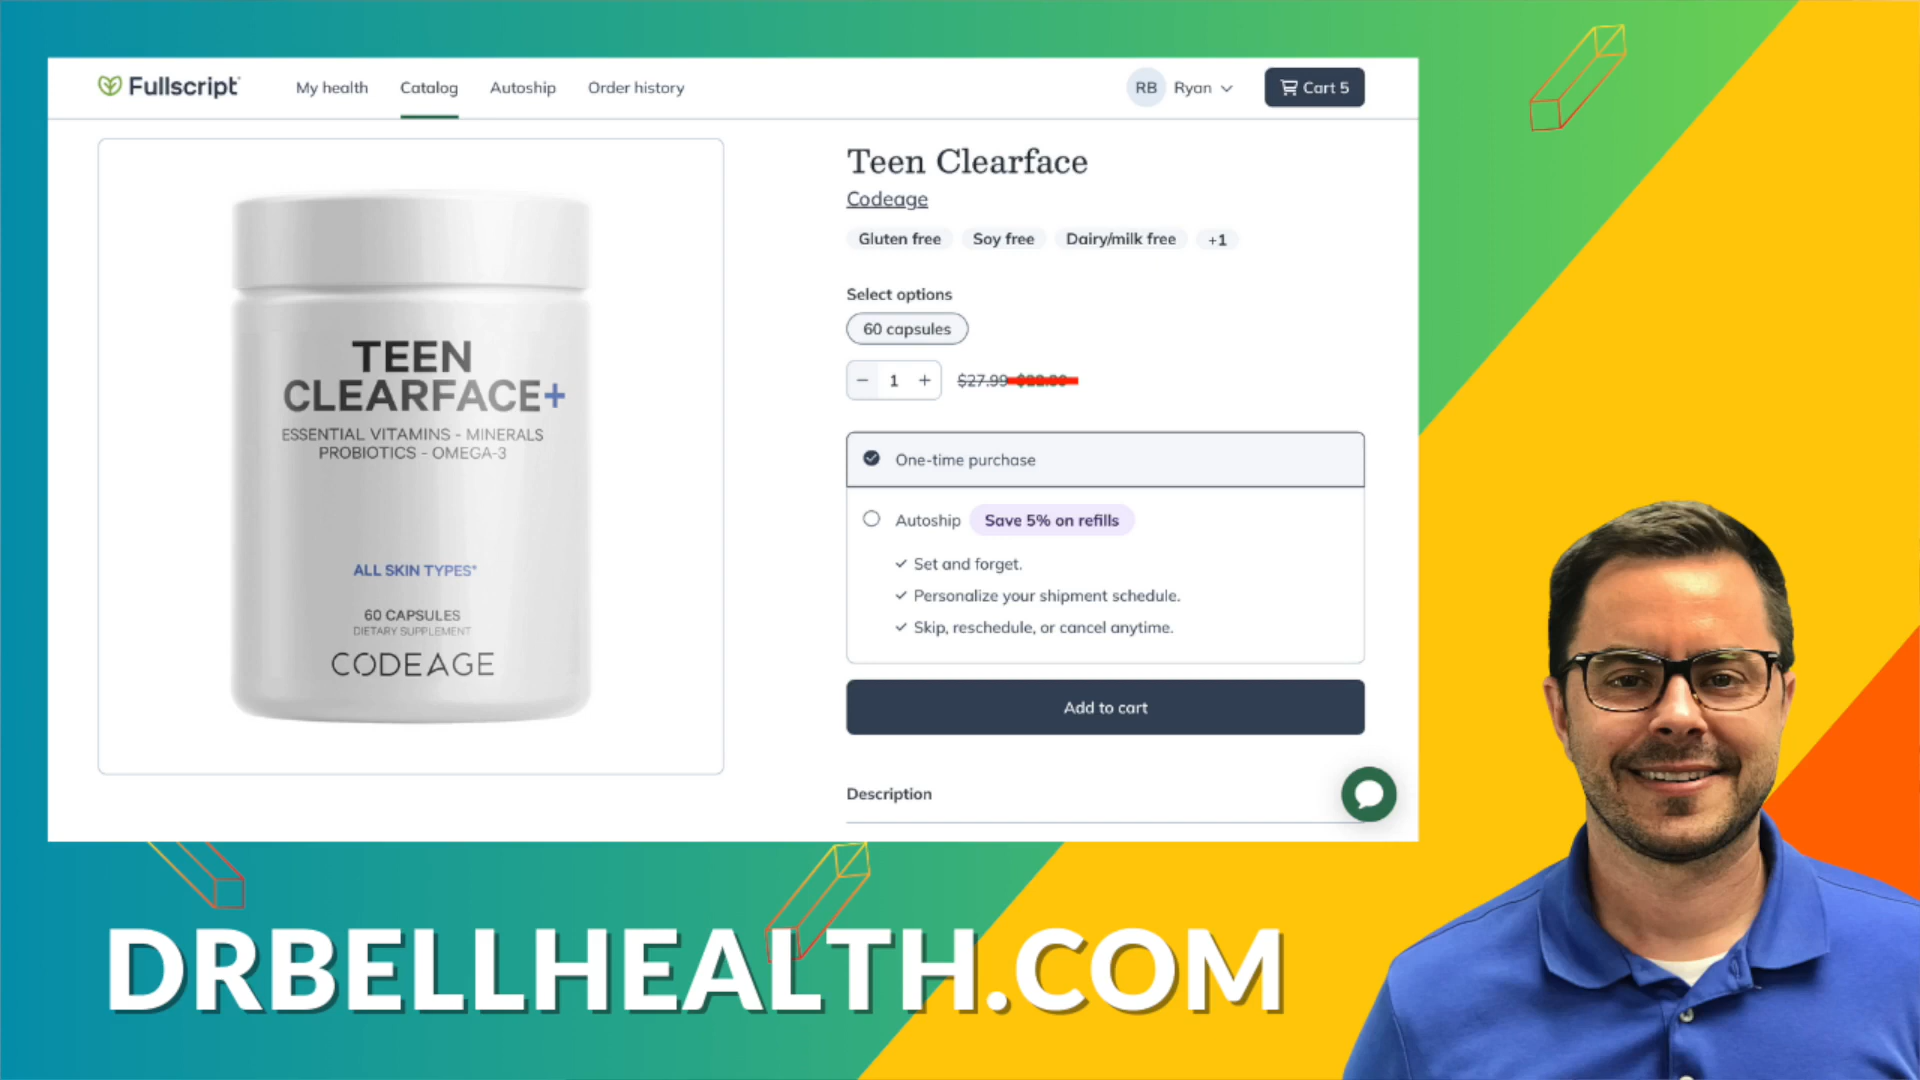 Fullscript
My health
Catalog
Autoship
Order history
RB
Ryan
Cart 5
TEEN
CLEARFACE+
ESSENTIAL VITAMINS - MINERALS
PROBIOTICS - OMEGA-3
ALL SKIN TYPES*
60 CAPSULES
DIETARY SUPPLEMENT
CODEAGE
Teen Clearface
Codeage
Gluten free
Soy free
Dairy/milk free
+1
Select options
60 capsules
− 1 +
$27.99
One-time purchase
Autoship
Save 5% on refills
Set and forget.
Personalize your shipment schedule.
Skip, reschedule, or cancel anytime.
Add to cart
Description
DRBELLHEALTH.COM